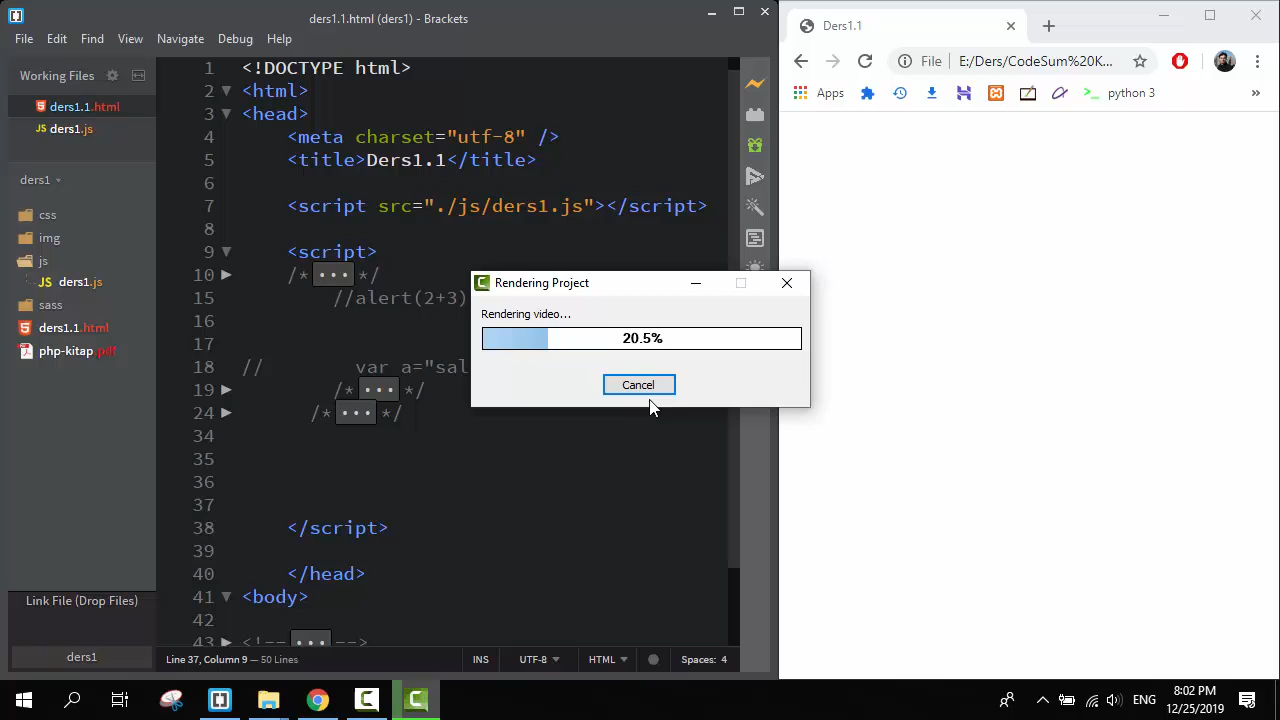 ders1.1.html (ders1) - Brackets
File Edit Find View Navigate Debug Help
Working Files
ders1.1.html
ders1.js
ders1
css
img
js
JS ders1.js
sass
ders1.1.html
php-kitap.pdf
Link File (Drop Files)
ders1
1 <!DOCTYPE html>
2 <html>
3 <head>
4 <meta charset="utf-8" />
5 <title>Ders1.1</title>
6
7 <script src="./js/ders1.js"></script>
8
9 <script>
10 /* ... */
15 //alert(2+3)
16
17
18 // var a="sal
19 /* ... */
24 /* ... */
34
35
36
37
38 </script>
39
40 </head>
41 <body>
42
43 <!-- ... -->
Line 37, Column 9 — 50 Lines
INS UTF-8 HTML Spaces: 4
Rendering Project
Rendering video...
20.5%
Cancel
Ders1.1
File E:/Ders/CodeSum%20K...
Apps python 3 »
ENG
8:02 PM
12/25/2019